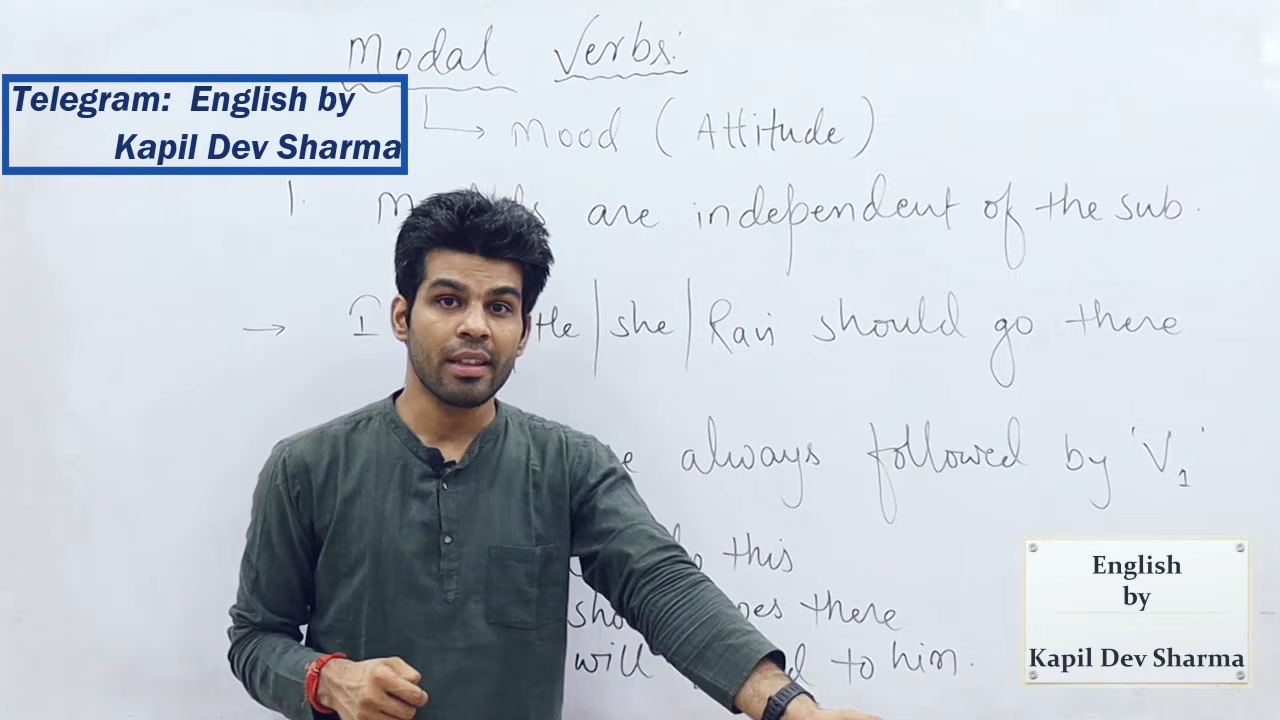 Modal Verbs:
Telegram: English by
Kapil Dev Sharma
Mood (Attitude)
1. are independent of the sub.
→ I He | she | Ravi should go there
always followed by 'V1'
this
there
will to him.
English
by
Kapil Dev Sharma